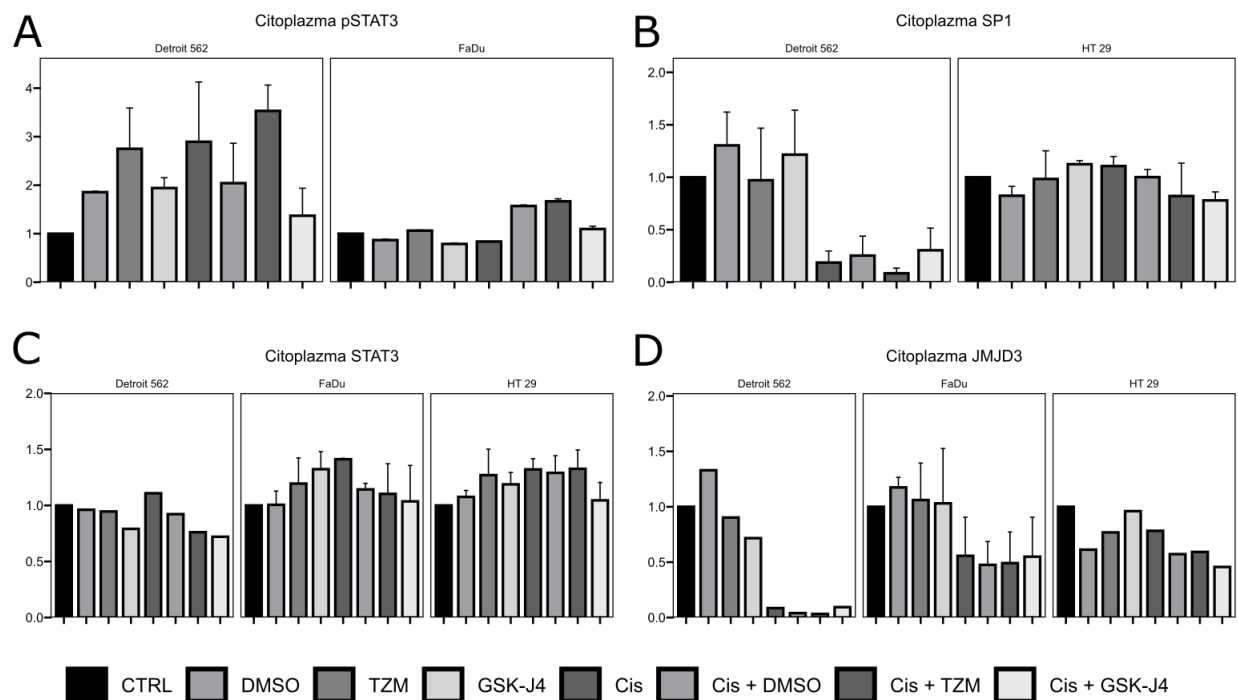 A
Citoplazma pSTAT3
Detroit 562
FaDu
4
3
2
1
0
B
Citoplazma SP1
Detroit 562
HT 29
2.0
1.5
1.0
0.5
0.0
C
Citoplazma STAT3
Detroit 562
FaDu
HT 29
2.0
1.5
1.0
0.5
0.0
D
Citoplazma JMJD3
Detroit 562
FaDu
HT 29
2.0
1.5
1.0
0.5
0.0
CTRL DMSO TZM GSK-J4 Cis Cis + DMSO Cis + TZM Cis + GSK-J4